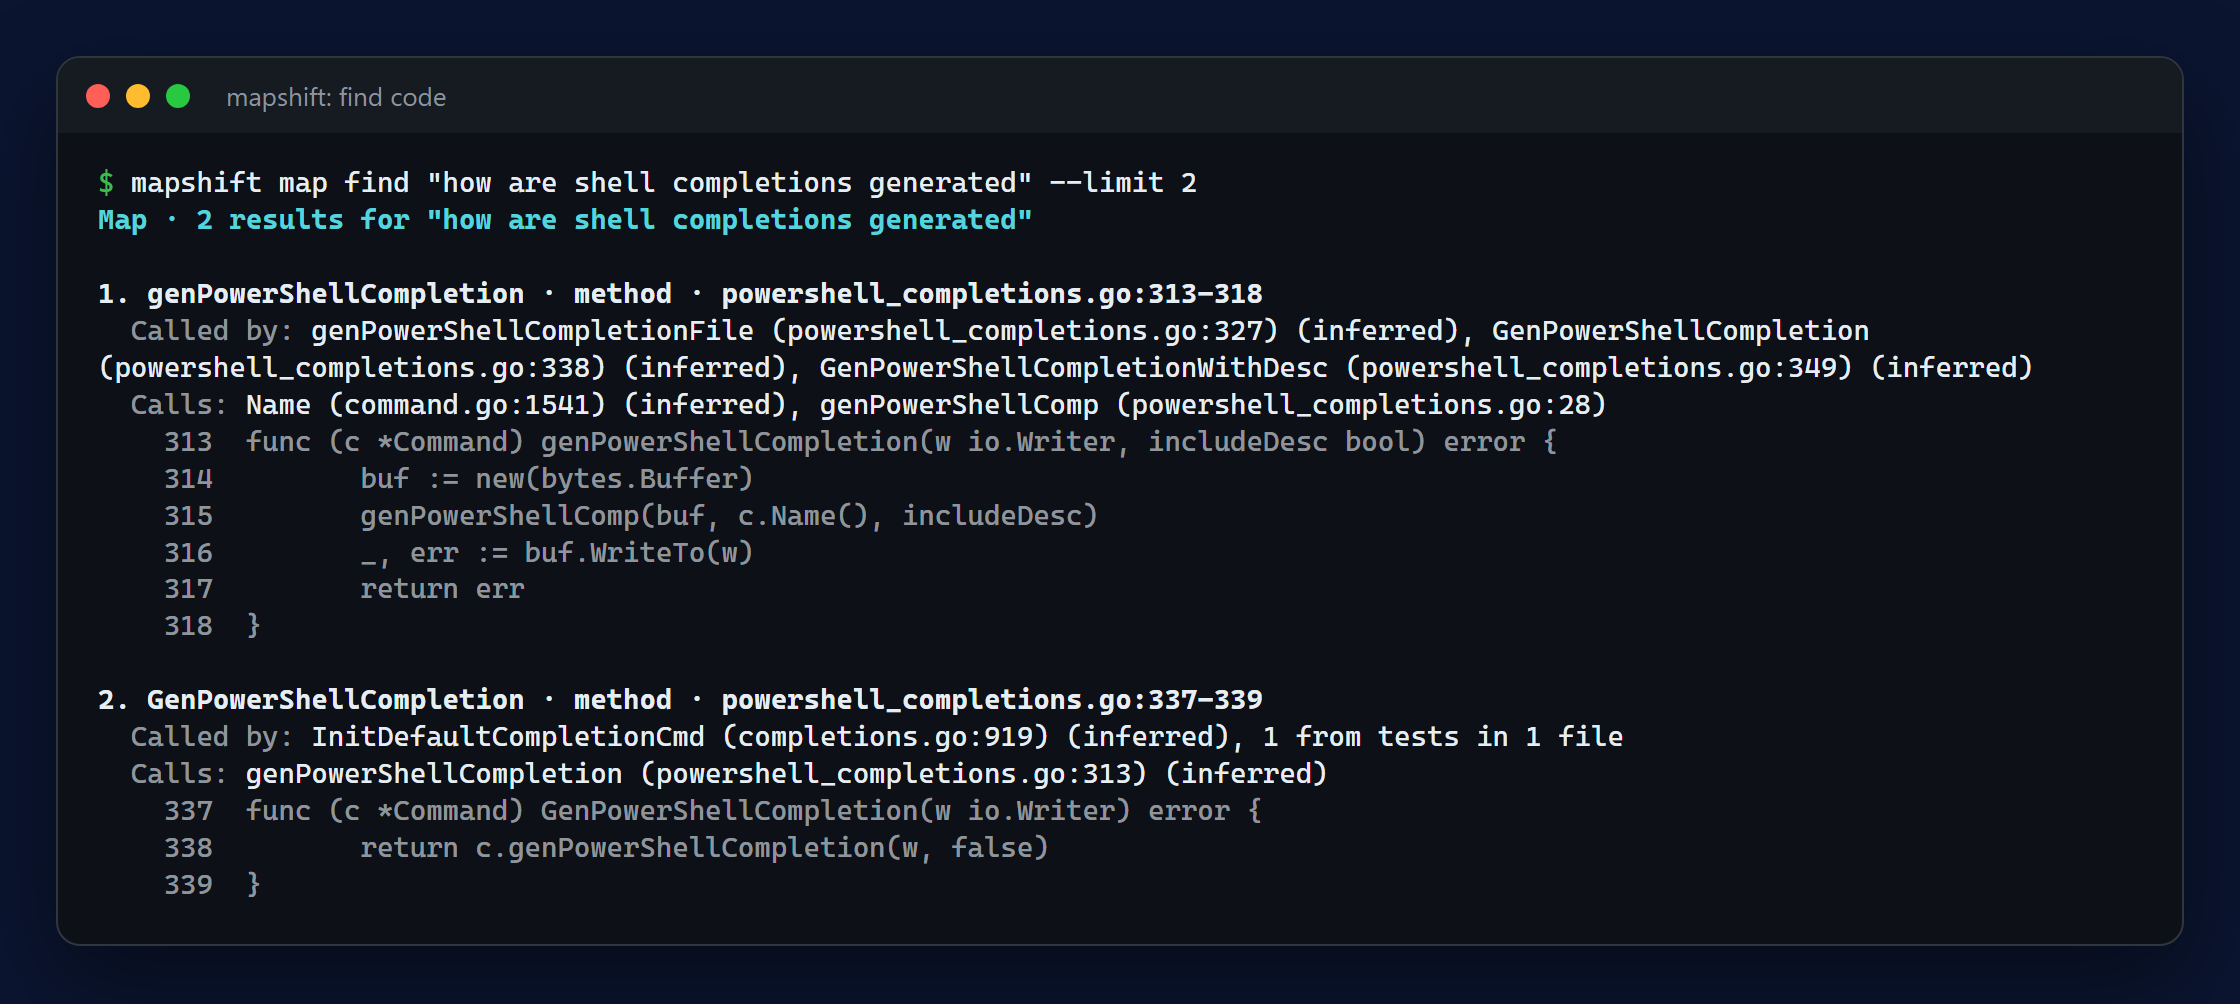 mapshift: find code
$ mapshift map find "how are shell completions generated" --limit 2
Map · 2 results for "how are shell completions generated"
1. genPowerShellCompletion · method · powershell_completions.go:313-318
Called by: genPowerShellCompletionFile (powershell_completions.go:327) (inferred), GenPowerShellCompletion
(powershell_completions.go:338) (inferred), GenPowerShellCompletionWithDesc (powershell_completions.go:349) (inferred)
Calls: Name (command.go:1541) (inferred), genPowerShellComp (powershell_completions.go:28)
313  func (c *Command) genPowerShellCompletion(w io.Writer, includeDesc bool) error {
314         buf := new(bytes.Buffer)
315         genPowerShellComp(buf, c.Name(), includeDesc)
316         _, err := buf.WriteTo(w)
317         return err
318  }
2. GenPowerShellCompletion · method · powershell_completions.go:337-339
Called by: InitDefaultCompletionCmd (completions.go:919) (inferred), 1 from tests in 1 file
Calls: genPowerShellCompletion (powershell_completions.go:313) (inferred)
337  func (c *Command) GenPowerShellCompletion(w io.Writer) error {
338         return c.genPowerShellCompletion(w, false)
339  }